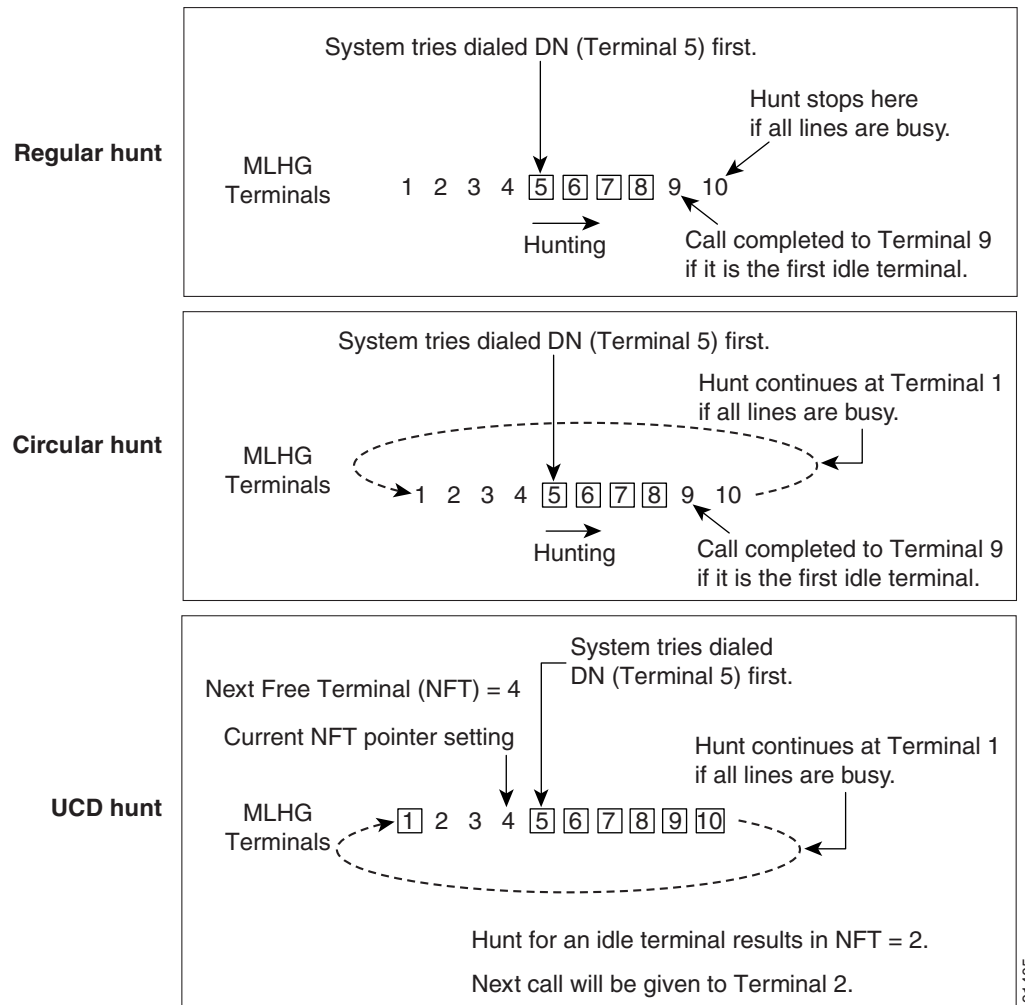 System tries dialed DN (Terminal 5) first.
Hunt stops here
if all lines are busy.
Regular hunt
MLHG
Terminals
1 2 3 4 5 6 7 8 9 10
Hunting
Call completed to Terminal 9
if it is the first idle terminal.
System tries dialed DN (Terminal 5) first.
Hunt continues at Terminal 1
if all lines are busy.
Circular hunt
MLHG
Terminals
1 2 3 4 5 6 7 8 9 10
Hunting
Call completed to Terminal 9
if it is the first idle terminal.
System tries dialed
DN (Terminal 5) first.
Next Free Terminal (NFT) = 4
Current NFT pointer setting
Hunt continues at Terminal 1
if all lines are busy.
UCD hunt
MLHG
Terminals
1 2 3 4 5 6 7 8 9 10
Hunt for an idle terminal results in NFT = 2.
Next call will be given to Terminal 2.